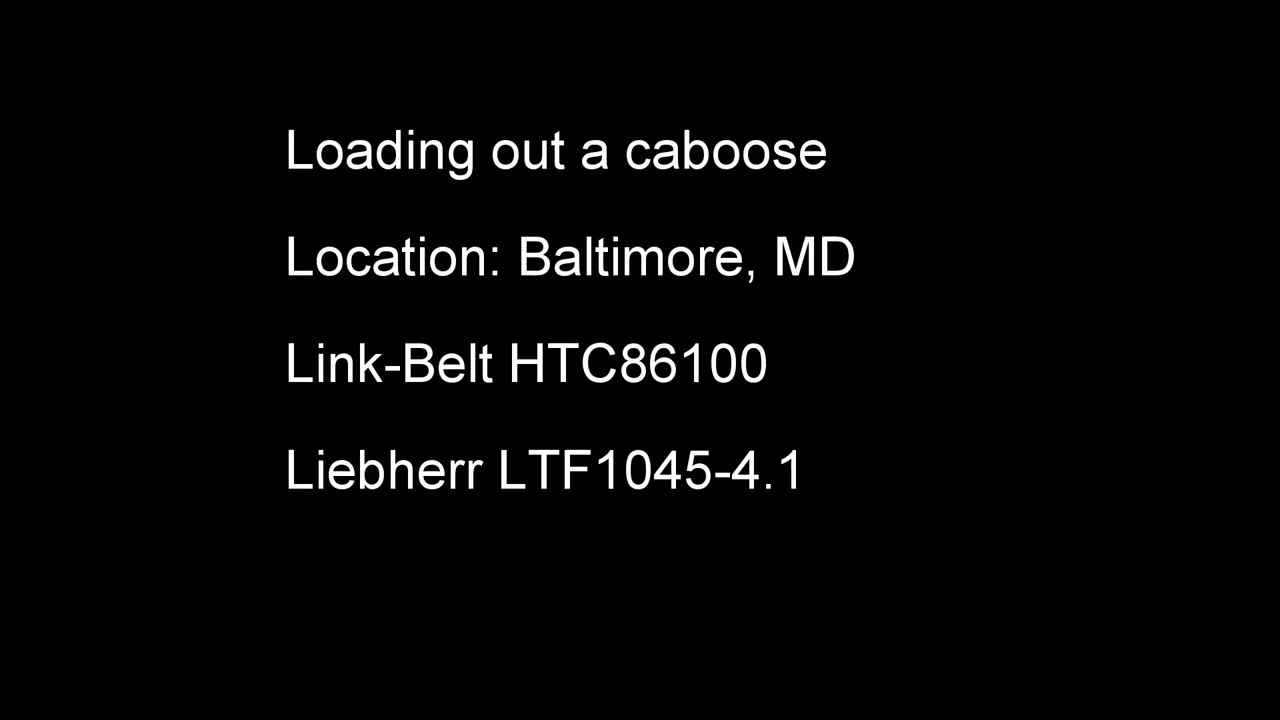 Loading out a caboose
Location: Baltimore, MD
Link-Belt HTC86100
Liebherr LTF1045-4.1